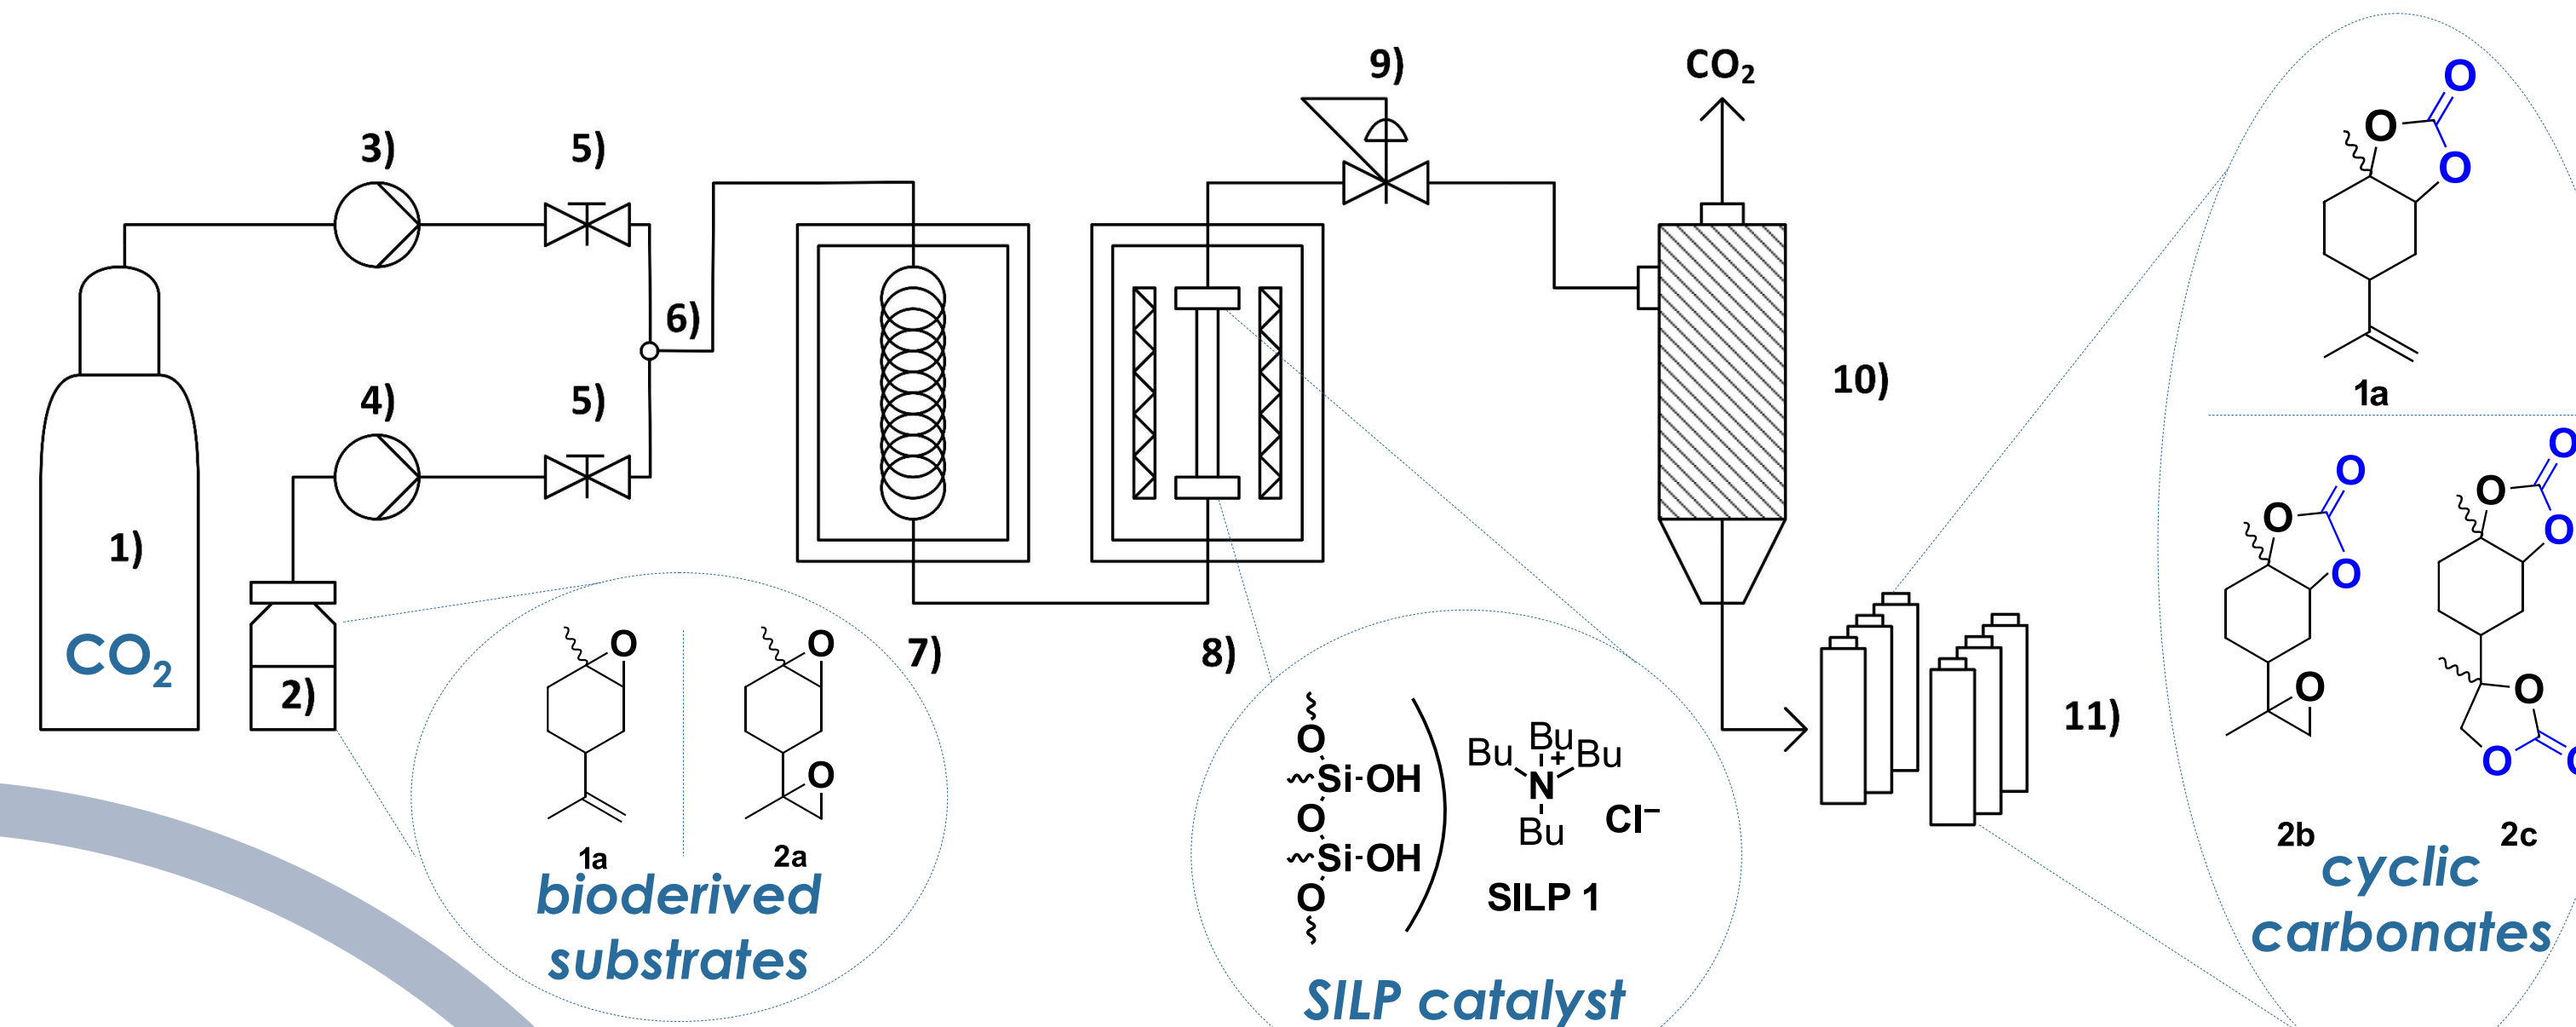 1)
CO₂
2)
3)
4)
5)
5)
6)
7)
8)
9)
CO₂
10)
11)
O
1a
O
O
2a
bioderived
substrates
O
Si-OH
O
Si-OH
O
Bu
Bu
Bu
N+
Bu
Cl–
SILP 1
SILP catalyst
O
O
O
1a
O
O
O
O
2b
O
O
O
O
O
O
2c
cyclic
carbonates